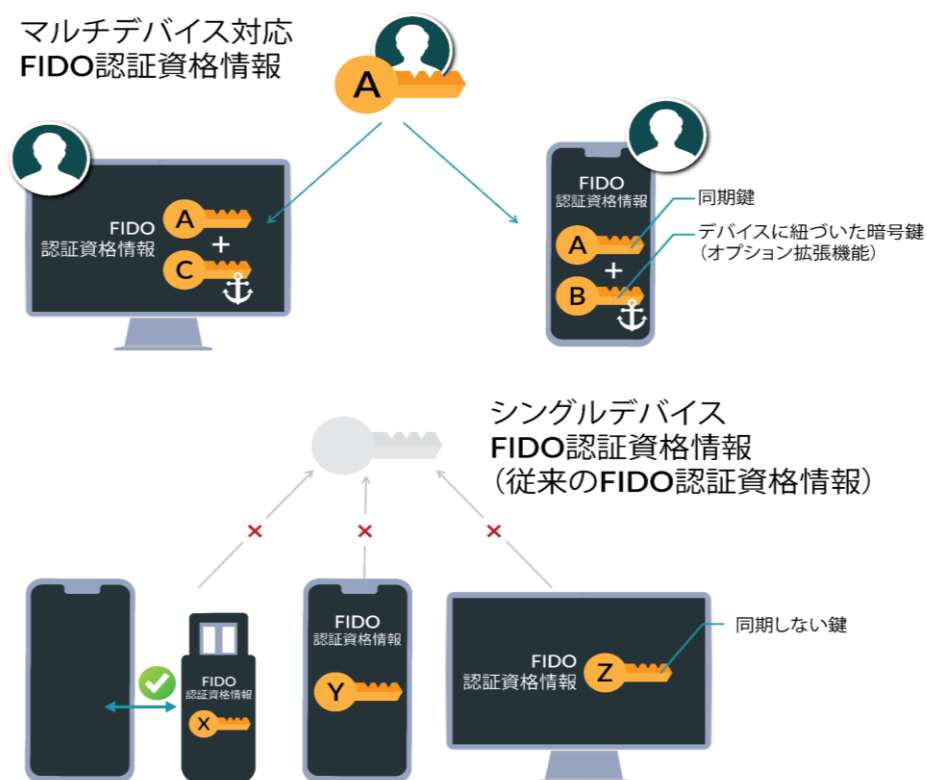 マルチデバイス対応
FIDO認証資格情報
A
FIDO
認証資格情報
A
+
C
FIDO
認証資格情報
A
+
B
同期鍵
デバイスに紐づいた暗号鍵
（オプション拡張機能）
シングルデバイス
FIDO認証資格情報
（従来のFIDO認証資格情報）
FIDO
認証資格情報
X
FIDO
認証資格情報
Y
FIDO
認証資格情報
Z
同期しない鍵